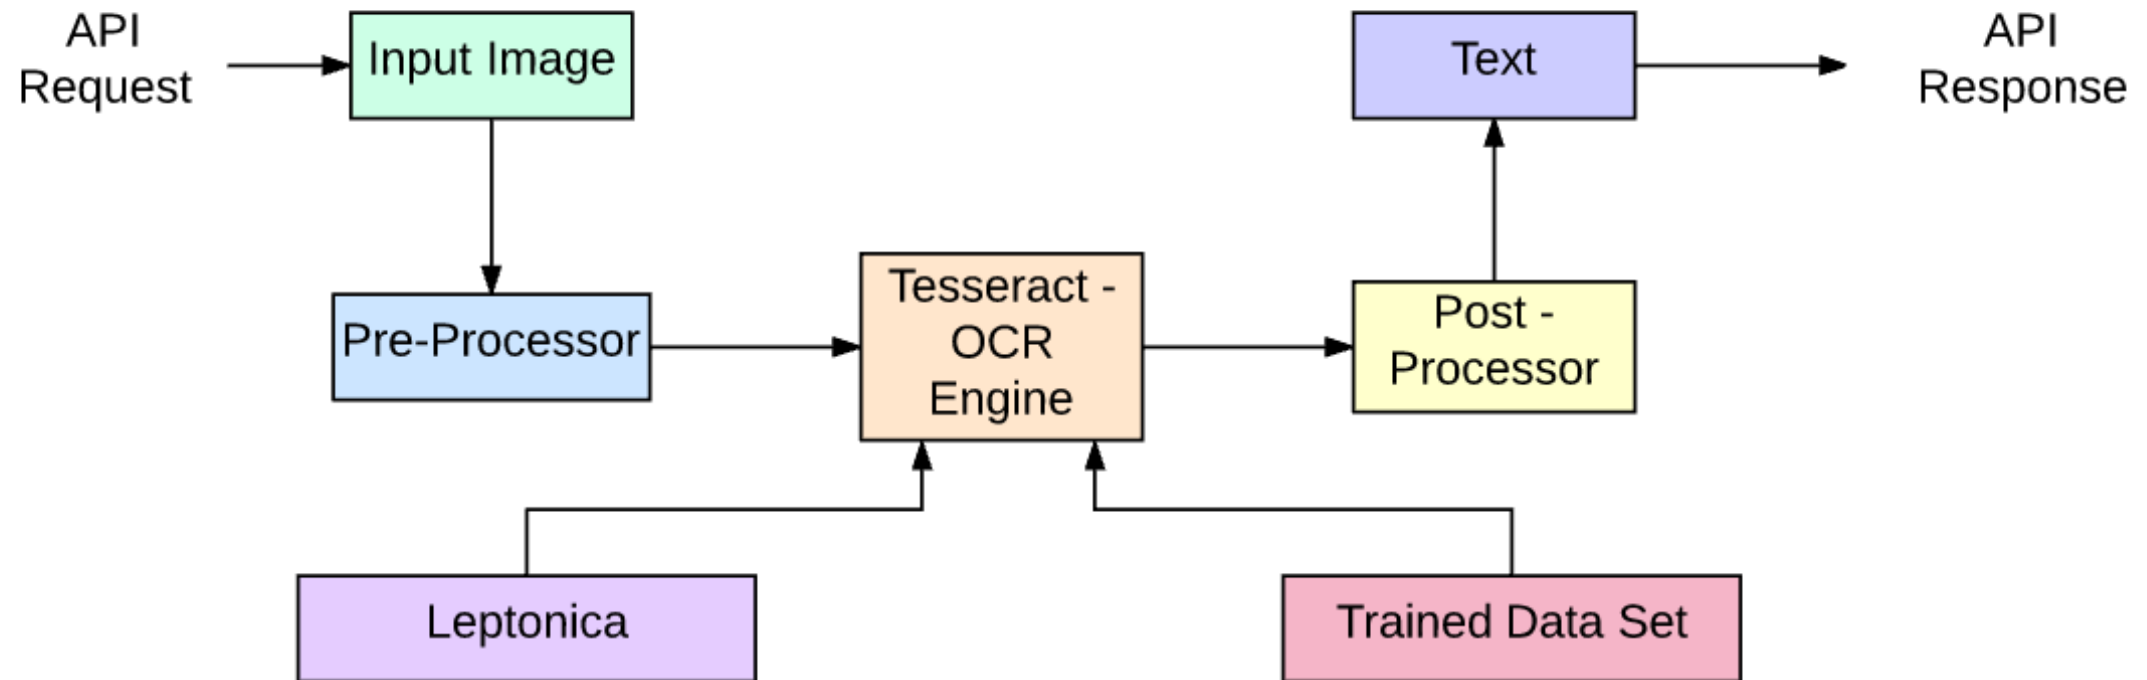 API
Request
Input Image
Text
API
Response
Pre-Processor
Tesseract -
OCR
Engine
Post -
Processor
Leptonica
Trained Data Set